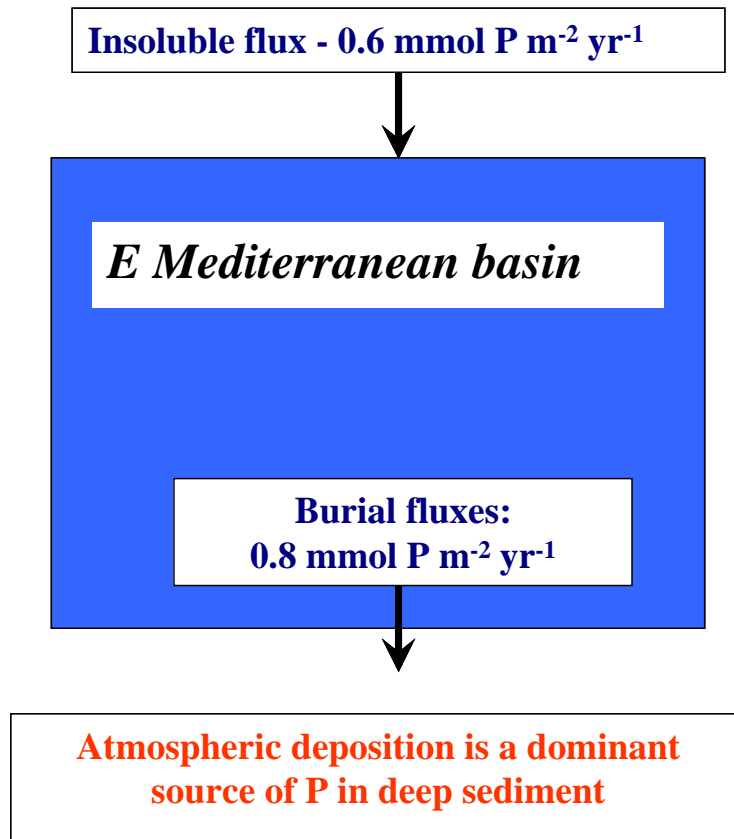 Insoluble flux - 0.6 mmol P m⁻² yr⁻¹
E Mediterranean basin
Burial fluxes:
0.8 mmol P m⁻² yr⁻¹
Atmospheric deposition is a dominant
source of P in deep sediment